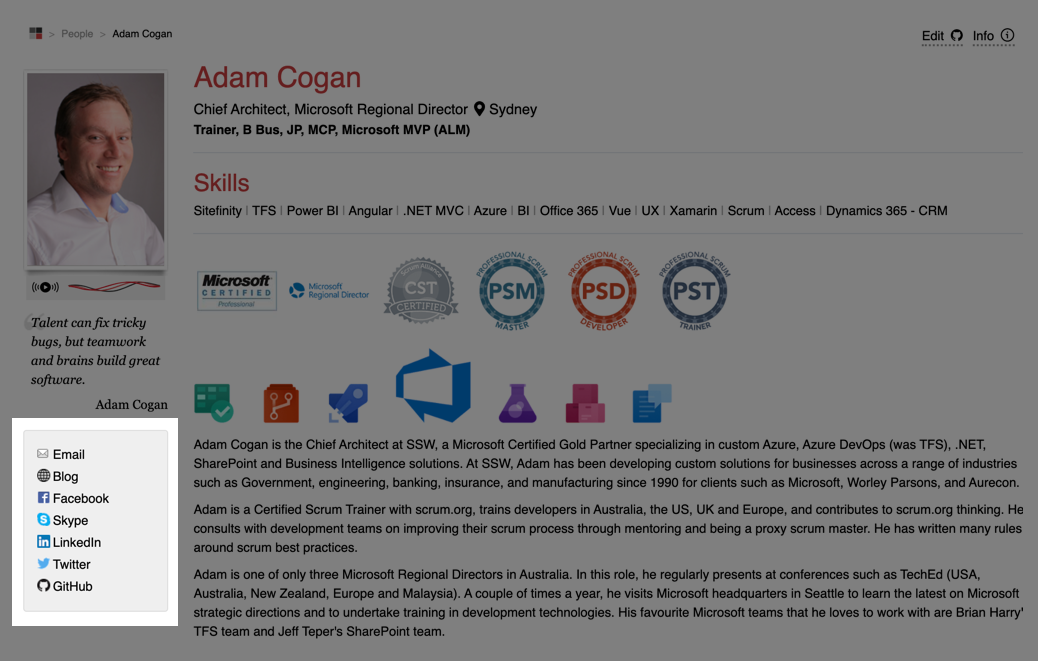 > People > Adam Cogan
Edit Info
Adam Cogan
Chief Architect, Microsoft Regional Director Sydney
Trainer, B Bus, JP, MCP, Microsoft MVP (ALM)
Skills
Sitefinity | TFS | Power BI | Angular | .NET MVC | Azure | BI | Office 365 | Vue | UX | Xamarin | Scrum | Access | Dynamics 365 - CRM
Microsoft
CERTIFIED
Professional
Microsoft
Regional Director
CST
CERTIFIED
PROFESSIONAL SCRUM
PSM
MASTER
PROFESSIONAL SCRUM
PSD
DEVELOPER
PROFESSIONAL SCRUM
PST
TRAINER
“Talent can fix tricky
bugs, but teamwork
and brains build great
software.
Adam Cogan
Email
Blog
Facebook
Skype
LinkedIn
Twitter
GitHub
Adam Cogan is the Chief Architect at SSW, a Microsoft Certified Gold Partner specializing in custom Azure, Azure DevOps (was TFS), .NET,
SharePoint and Business Intelligence solutions. At SSW, Adam has been developing custom solutions for businesses across a range of industries
such as Government, engineering, banking, insurance, and manufacturing since 1990 for clients such as Microsoft, Worley Parsons, and Aurecon.
Adam is a Certified Scrum Trainer with scrum.org, trains developers in Australia, the US, UK and Europe, and contributes to scrum.org thinking. He
consults with development teams on improving their scrum process through mentoring and being a proxy scrum master. He has written many rules
around scrum best practices.
Adam is one of only three Microsoft Regional Directors in Australia. In this role, he regularly presents at conferences such as TechEd (USA,
Australia, New Zealand, Europe and Malaysia). A couple of times a year, he visits Microsoft headquarters in Seattle to learn the latest on Microsoft
strategic directions and to undertake training in development technologies. His favourite Microsoft teams that he loves to work with are Brian Harry'
TFS team and Jeff Teper's SharePoint team.